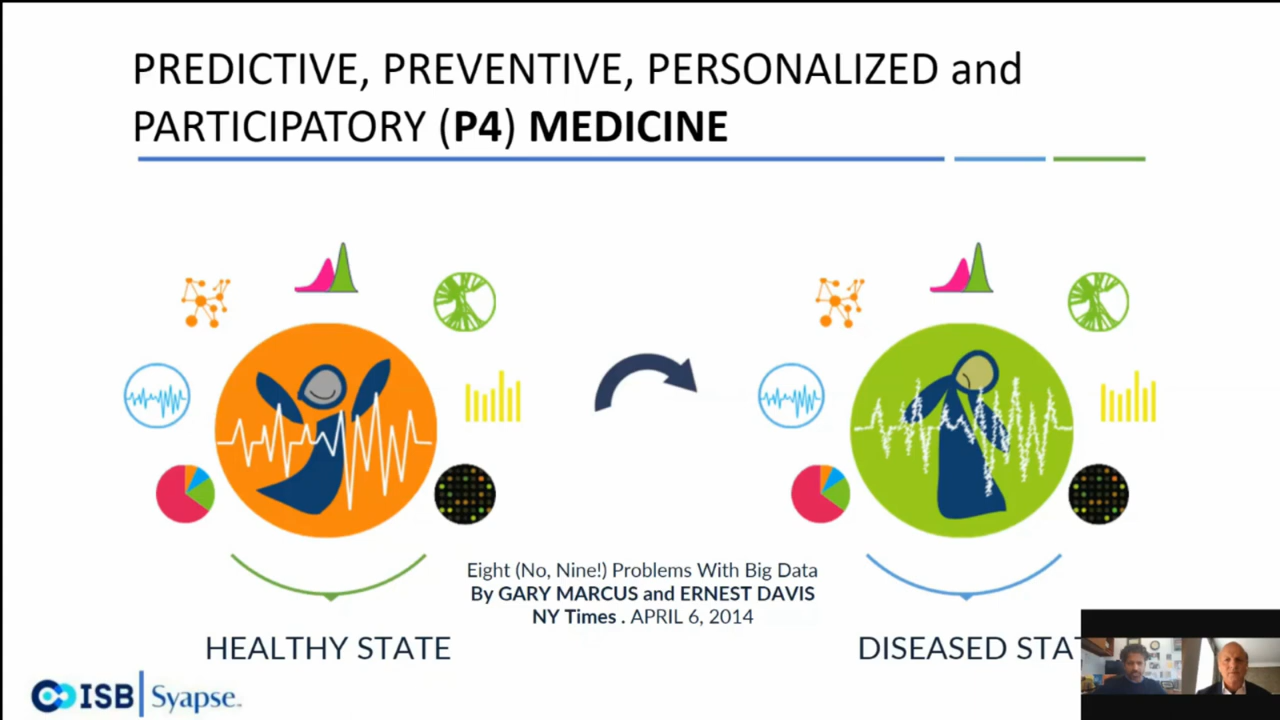 PREDICTIVE, PREVENTIVE, PERSONALIZED and
PARTICIPATORY (P4) MEDICINE
Eight (No, Nine!) Problems With Big Data
By GARY MARCUS and ERNEST DAVIS
NY Times . APRIL 6, 2014
HEALTHY STATE
DISEASED STAT
ISB | Syapse